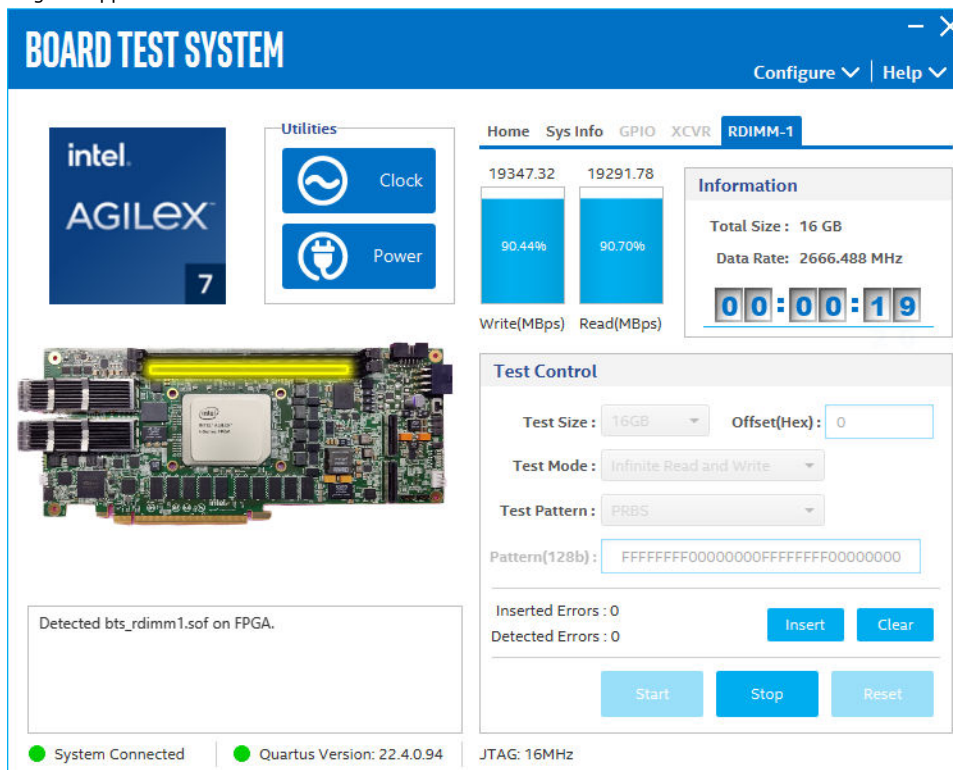 BOARD TEST SYSTEM
Configure | Help
intel.
AGILEX
7
Utilities
Clock
Power
Home Sys Info GPIO XCVR RDIMM-1
19347.32 19291.78
90.44% 90.70%
Write(MBps) Read(MBps)
Information
Total Size : 16 GB
Data Rate: 2666.488 MHz
00:00:19
Test Control
Test Size : 16GB Offset(Hex) : 0
Test Mode : Infinite Read and Write
Test Pattern : PRBS
Pattern(128b) : FFFFFFFF00000000FFFFFFFF00000000
Inserted Errors : 0
Detected Errors : 0
Insert Clear
Start Stop Reset
Detected bts_rdimm1.sof on FPGA.
System Connected Quartus Version: 22.4.0.94 JTAG: 16MHz